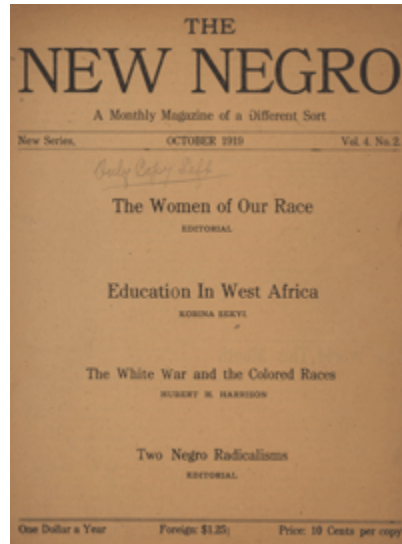 THE
NEW NEGRO
A Monthly Magazine of a Different Sort
New Series, OCTOBER 1919 Vol. 4. No. 2.
Only Copy Left
The Women of Our Race
EDITORIAL
Education In West Africa
KOBINA SEKYI
The White War and the Colored Races
HUBERT H. HARRISON
Two Negro Radicalisms
EDITORIAL
One Dollar a Year Foreign: $1.25; Price: 10 Cents per copy